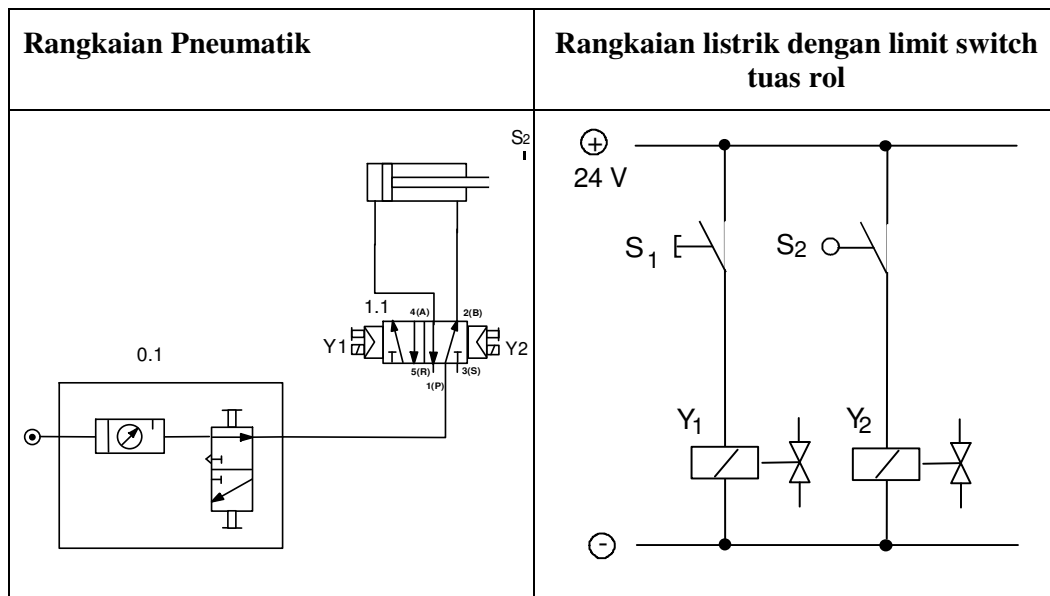 Rangkaian Pneumatik
Rangkaian listrik dengan limit switch
tuas rol
S2
1.1
4(A)
2(B)
Y1
Y2
5(R)
3(S)
1(P)
0.1
+
24 V
S1
S2
Y1
Y2
-